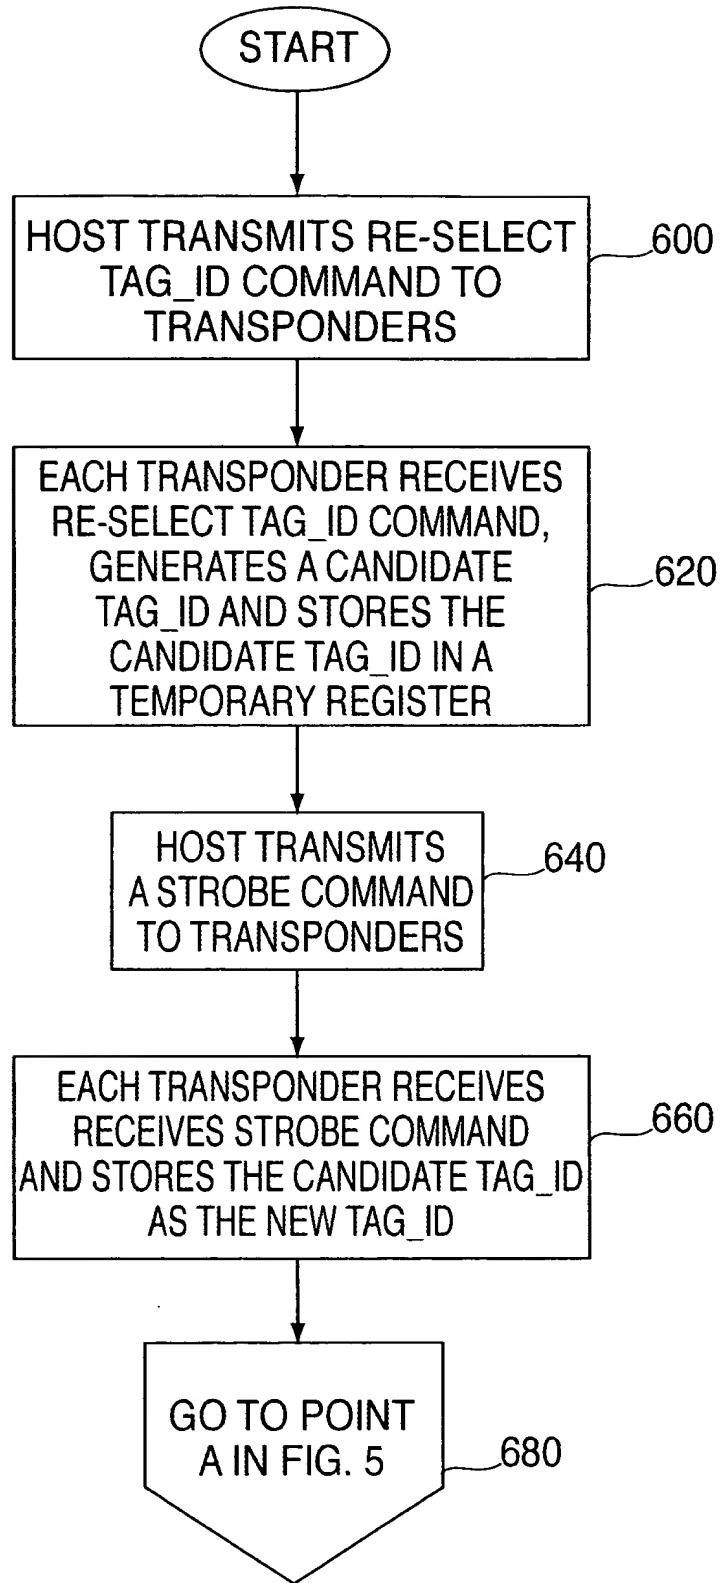 START
HOST TRANSMITS RE-SELECT
TAG_ID COMMAND TO
TRANSPONDERS
600
EACH TRANSPONDER RECEIVES
RE-SELECT TAG_ID COMMAND,
GENERATES A CANDIDATE
TAG_ID AND STORES THE
CANDIDATE TAG_ID IN A
TEMPORARY REGISTER
620
HOST TRANSMITS
A STROBE COMMAND
TO TRANSPONDERS
640
EACH TRANSPONDER RECEIVES
RECEIVES STROBE COMMAND
AND STORES THE CANDIDATE TAG_ID
AS THE NEW TAG_ID
660
GO TO POINT
A IN FIG. 5
680